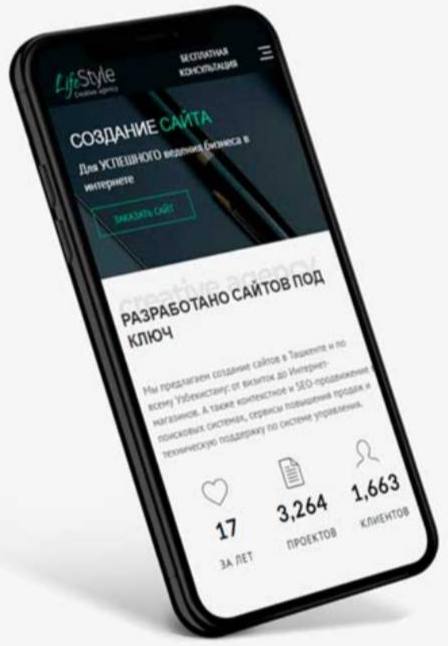 LifeStyle
Creative agency
БЕСПЛАТНАЯ
КОНСУЛЬТАЦИЯ
СОЗДАНИЕ САЙТА
Для УСПЕШНОГО ведения бизнеса в
интернете
ЗАКАЗАТЬ САЙТ
creative agency
РАЗРАБОТАНО САЙТОВ ПОД
КЛЮЧ
Мы предлагаем создание сайтов в Ташкенте и по
всему Узбекистану: от визиток до Интернет-
магазинов. А также контекстное и SEO-продвижение в
поисковых системах, сервисы повышения продаж и
техническую поддержку по системе управления.
17
3,264
1,663
ЗА ЛЕТ
ПРОЕКТОВ
КЛИЕНТОВ